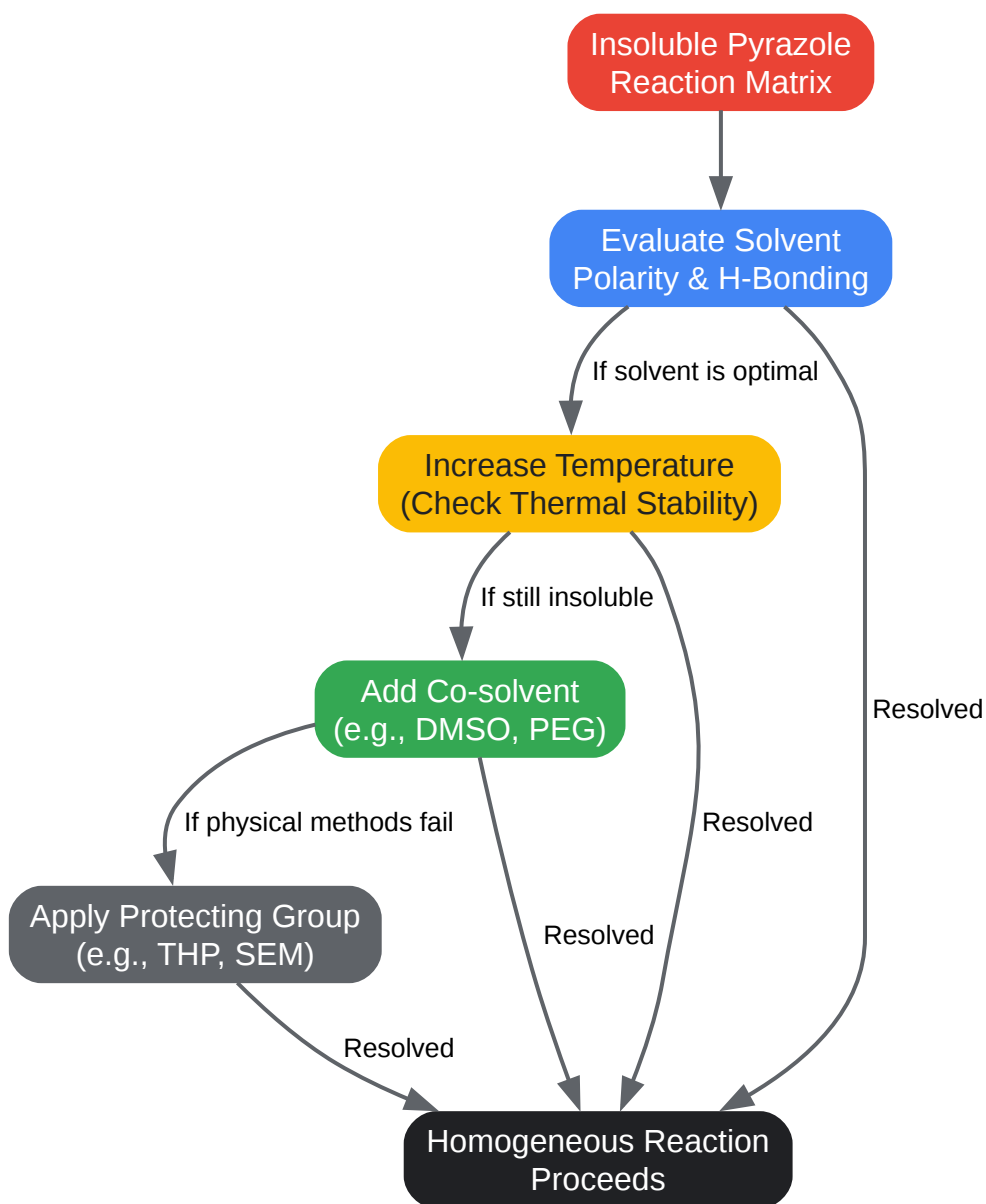 Insoluble Pyrazole
Reaction Matrix
Evaluate Solvent
Polarity & H-Bonding
If solvent is optimal
Increase Temperature
(Check Thermal Stability)
If still insoluble
Add Co-solvent
(e.g., DMSO, PEG)
Resolved
If physical methods fail
Resolved
Apply Protecting Group
(e.g., THP, SEM)
Resolved
Resolved
Homogeneous Reaction
Proceeds